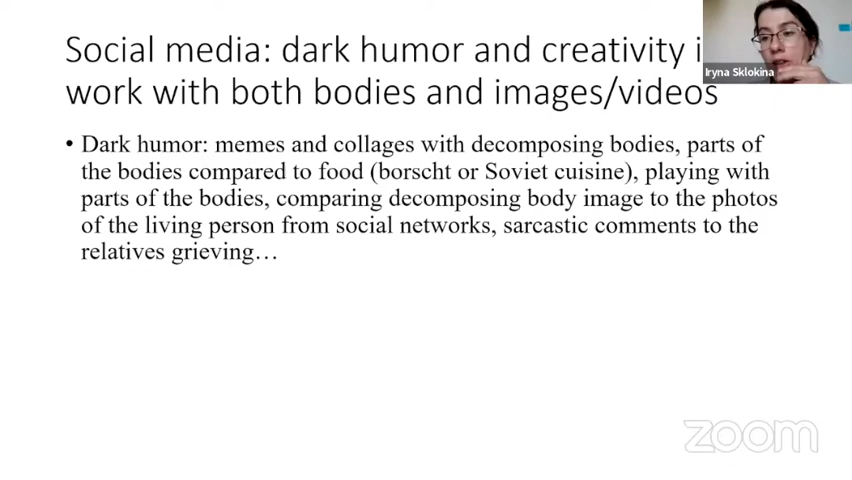 Social media: dark humor and creativity i
work with both bodies and images/videos
Iryna Sklokina
• Dark humor: memes and collages with decomposing bodies, parts of
the bodies compared to food (borscht or Soviet cuisine), playing with
parts of the bodies, comparing decomposing body image to the photos
of the living person from social networks, sarcastic comments to the
relatives grieving…
zoom